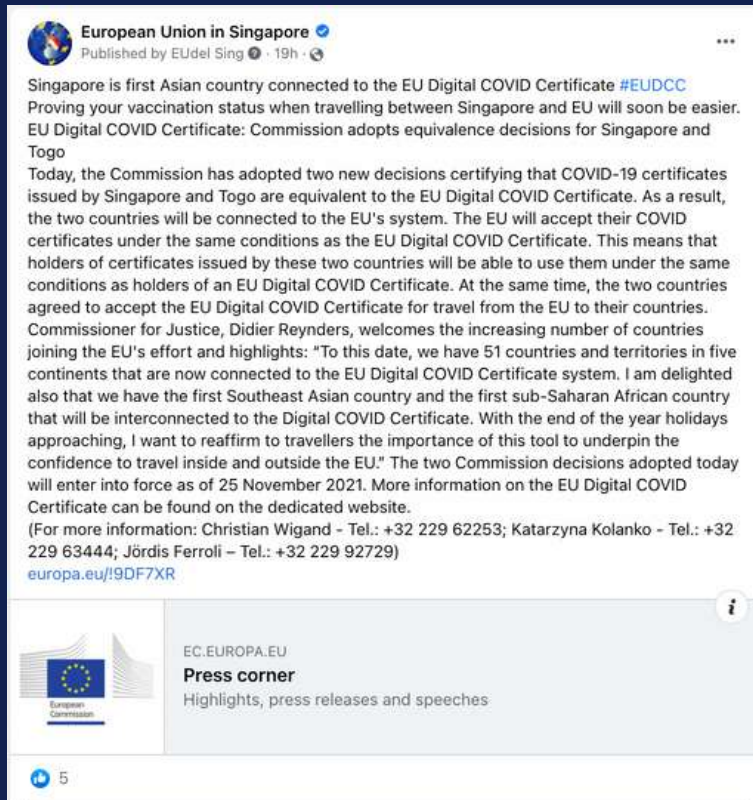 European Union in Singapore
Published by EUdel Sing · 19h ·
Singapore is first Asian country connected to the EU Digital COVID Certificate #EUDCC
Proving your vaccination status when travelling between Singapore and EU will soon be easier.
EU Digital COVID Certificate: Commission adopts equivalence decisions for Singapore and
Togo
Today, the Commission has adopted two new decisions certifying that COVID-19 certificates
issued by Singapore and Togo are equivalent to the EU Digital COVID Certificate. As a result,
the two countries will be connected to the EU's system. The EU will accept their COVID
certificates under the same conditions as the EU Digital COVID Certificate. This means that
holders of certificates issued by these two countries will be able to use them under the same
conditions as holders of an EU Digital COVID Certificate. At the same time, the two countries
agreed to accept the EU Digital COVID Certificate for travel from the EU to their countries.
Commissioner for Justice, Didier Reynders, welcomes the increasing number of countries
joining the EU's effort and highlights: "To this date, we have 51 countries and territories in five
continents that are now connected to the EU Digital COVID Certificate system. I am delighted
also that we have the first Southeast Asian country and the first sub-Saharan African country
that will be interconnected to the Digital COVID Certificate. With the end of the year holidays
approaching, I want to reaffirm to travellers the importance of this tool to underpin the
confidence to travel inside and outside the EU." The two Commission decisions adopted today
will enter into force as of 25 November 2021. More information on the EU Digital COVID
Certificate can be found on the dedicated website.
(For more information: Christian Wigand - Tel.: +32 229 62253; Katarzyna Kolanko - Tel.: +32
229 63444; Jördis Ferroli – Tel.: +32 229 92729)
europa.eu/!9DF7XR
European
Commission
EC.EUROPA.EU
Press corner
Highlights, press releases and speeches
5